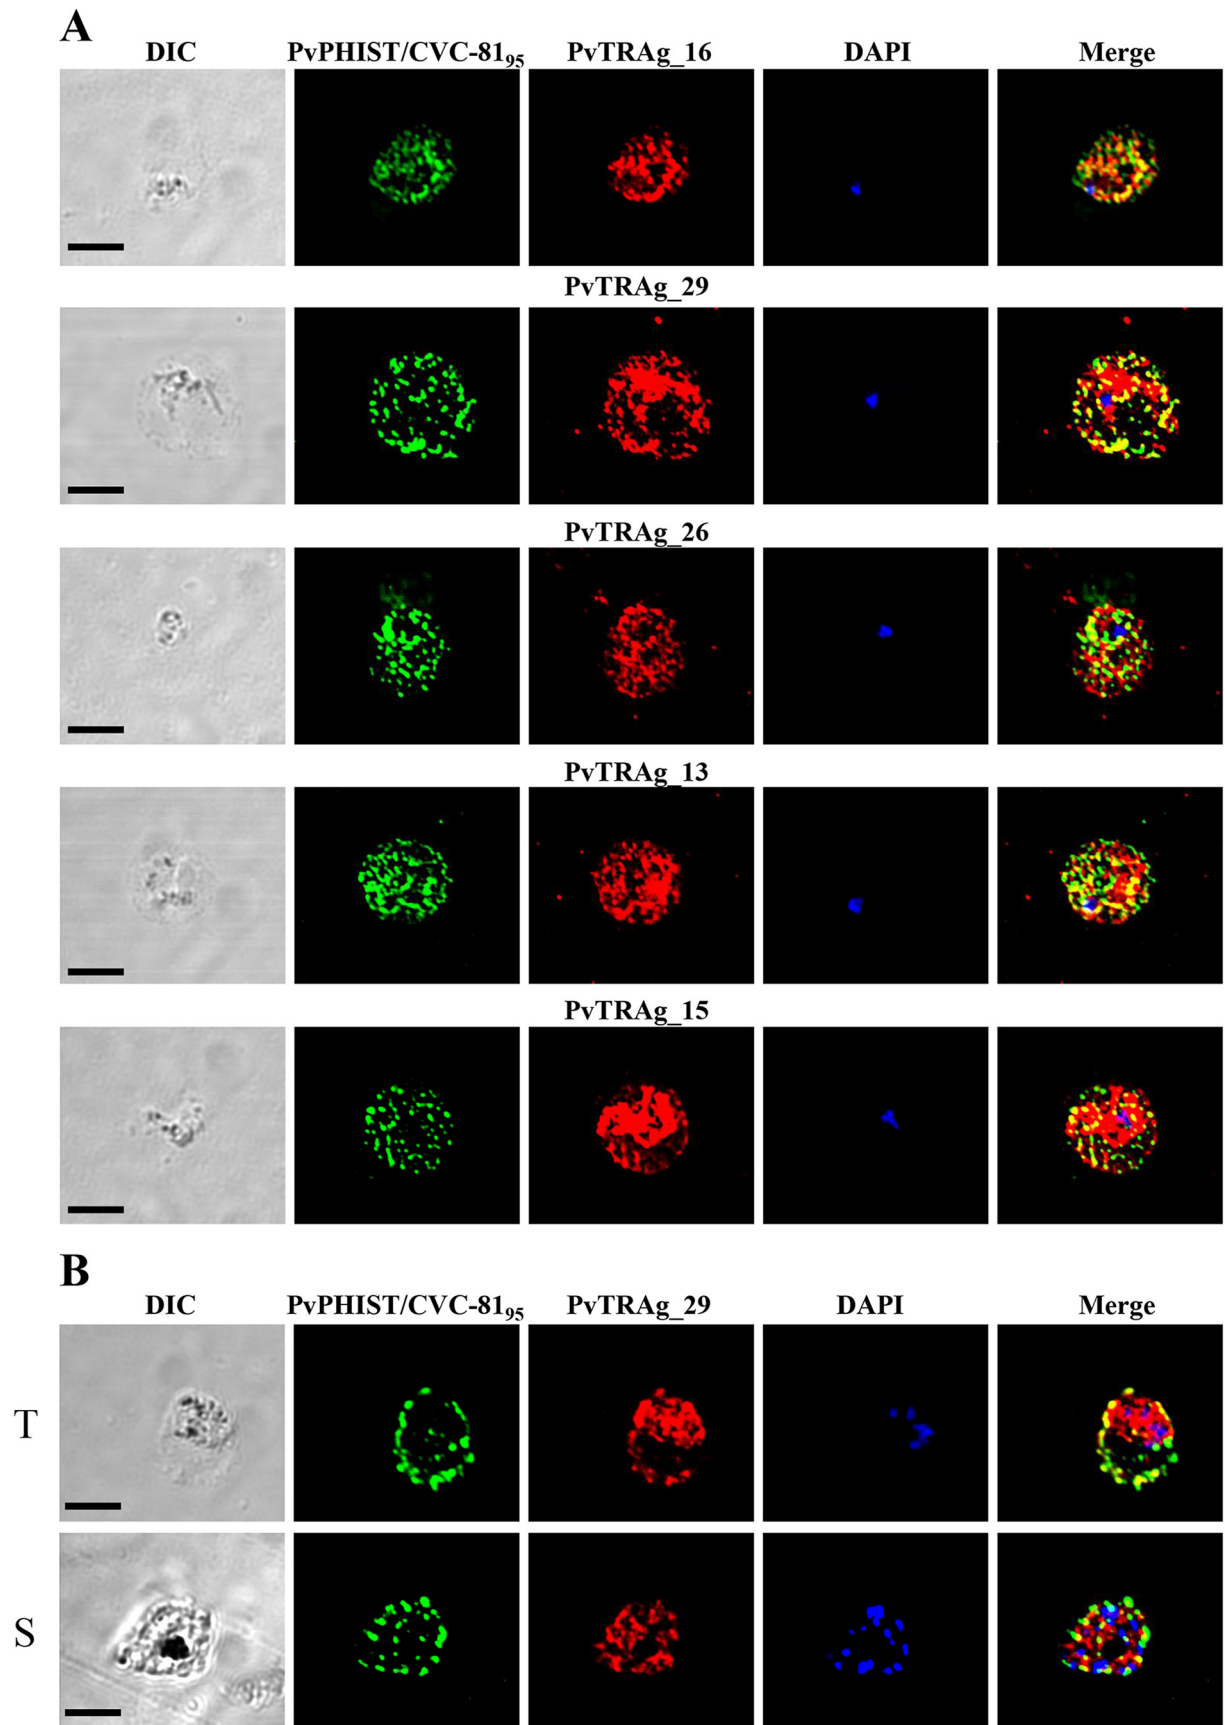 A
DIC PvPHIST/CVC-81₉₅ PvTRAg_16 DAPI Merge
PvTRAg_29
PvTRAg_26
PvTRAg_13
PvTRAg_15
B
DIC PvPHIST/CVC-81₉₅ PvTRAg_29 DAPI Merge
T
S